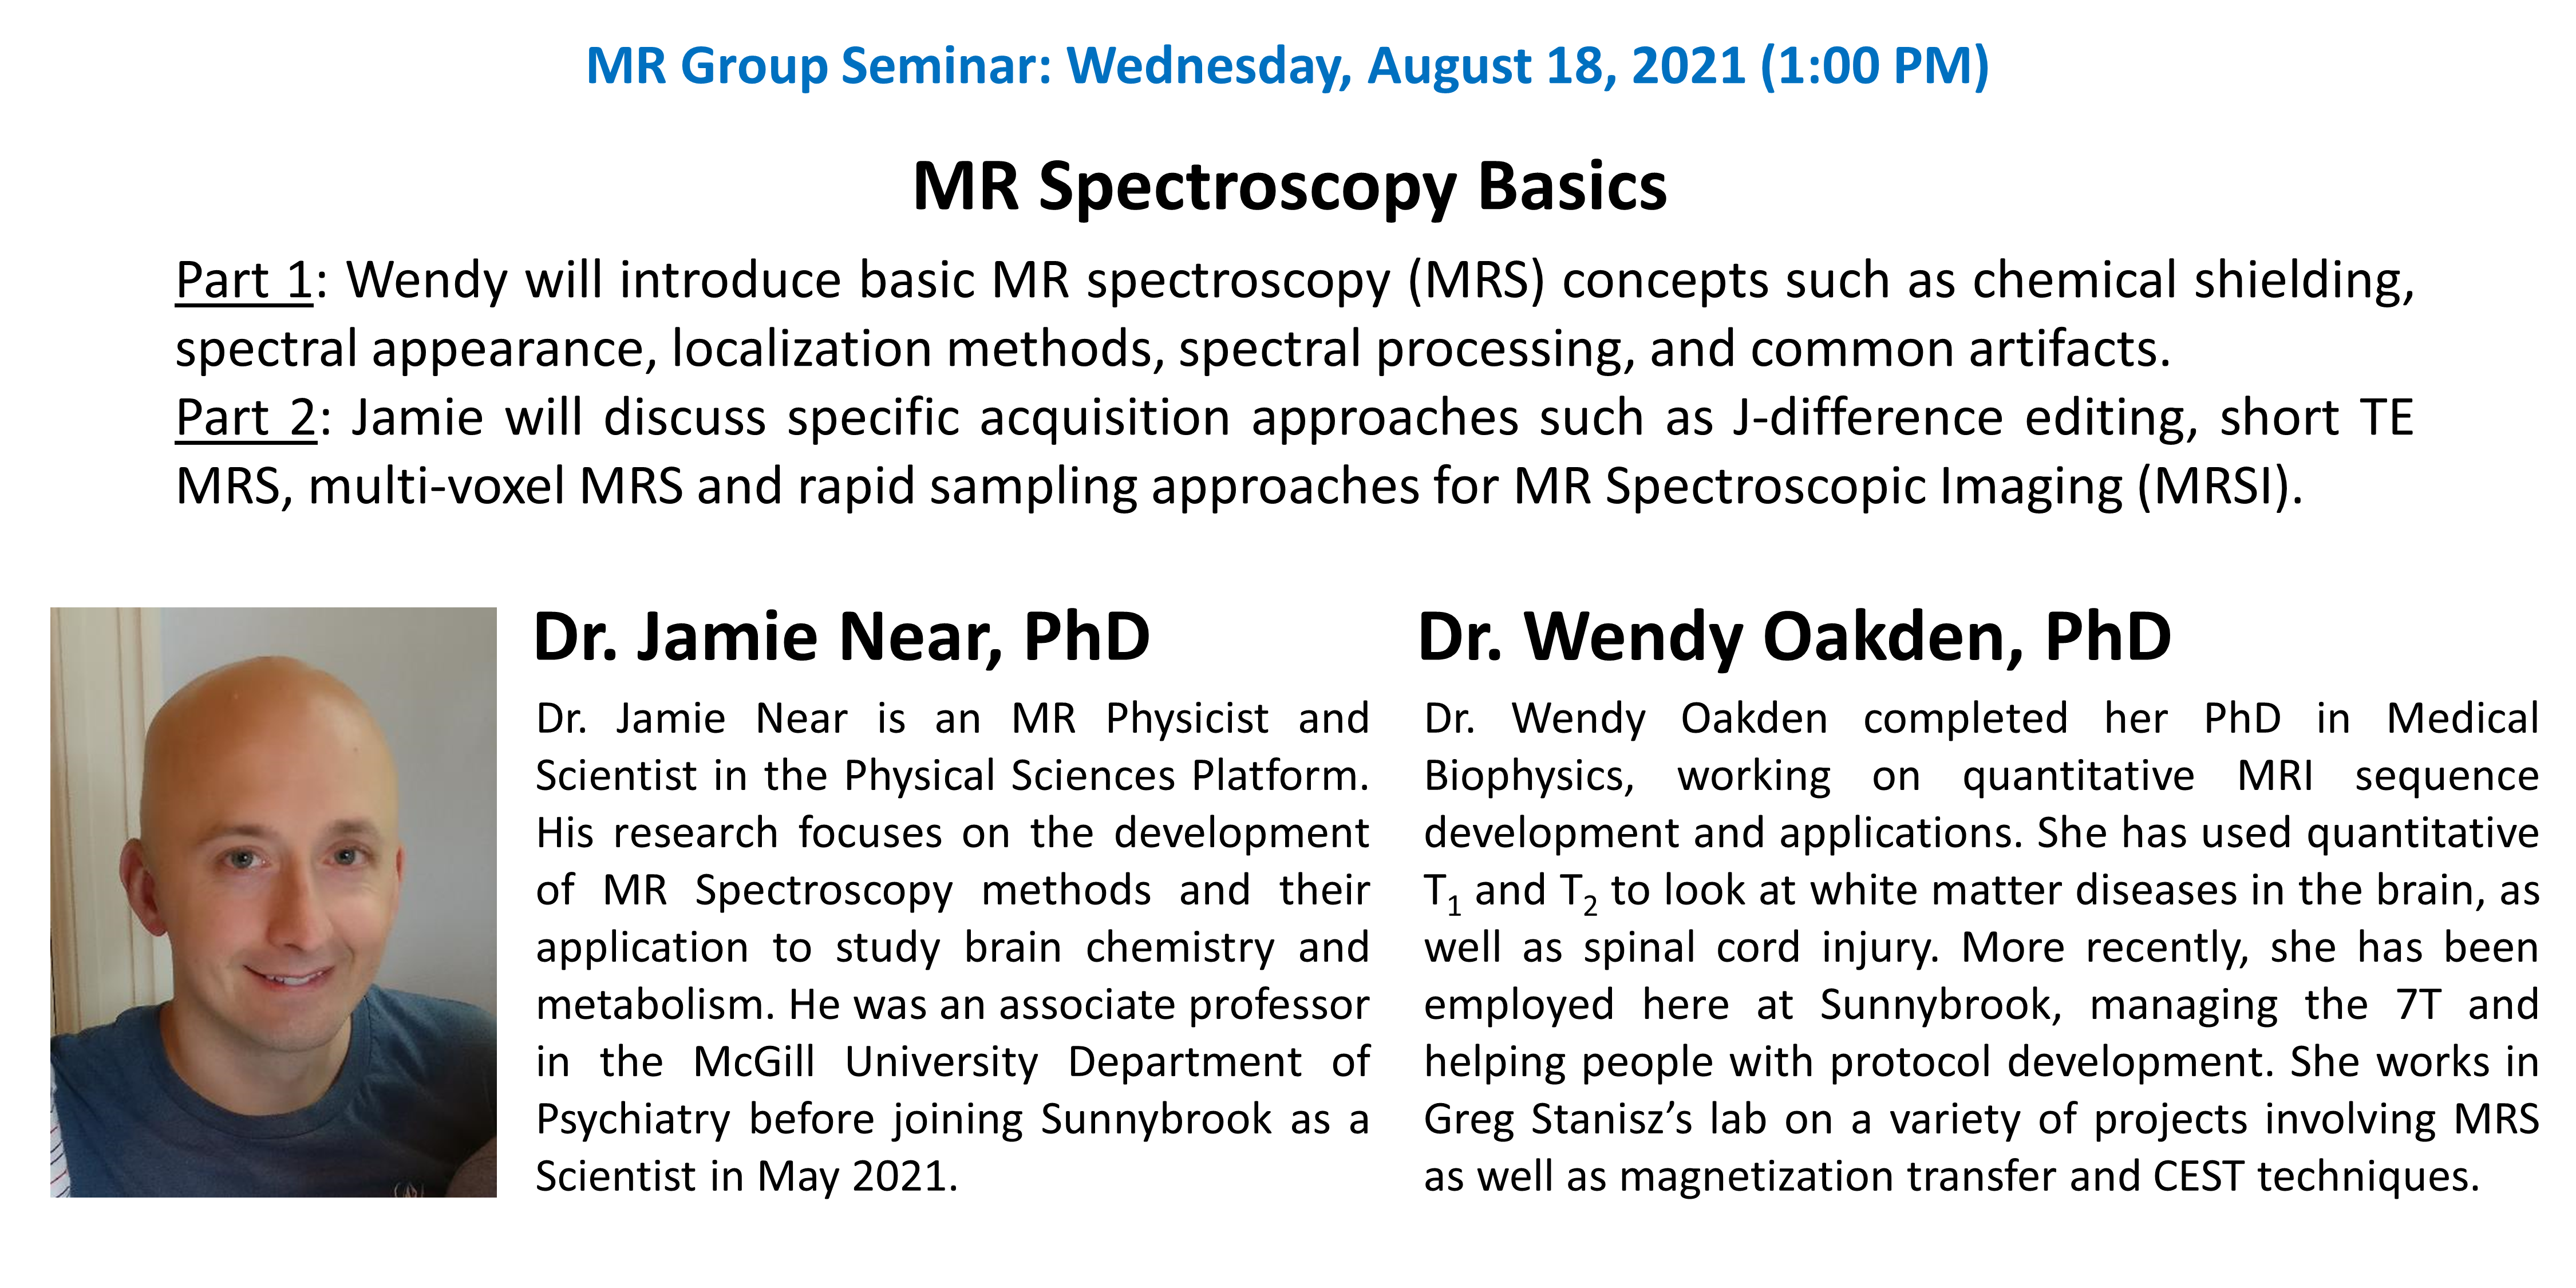 MR Group Seminar: Wednesday, August 18, 2021 (1:00 PM)
MR Spectroscopy Basics
Part 1: Wendy will introduce basic MR spectroscopy (MRS) concepts such as chemical shielding,
spectral appearance, localization methods, spectral processing, and common artifacts.
Part 2: Jamie will discuss specific acquisition approaches such as J-difference editing, short TE
MRS, multi-voxel MRS and rapid sampling approaches for MR Spectroscopic Imaging (MRSI).
Dr. Jamie Near, PhD
Dr. Jamie Near is an MR Physicist and
Scientist in the Physical Sciences Platform.
His research focuses on the development
of MR Spectroscopy methods and their
application to study brain chemistry and
metabolism. He was an associate professor
in the McGill University Department of
Psychiatry before joining Sunnybrook as a
Scientist in May 2021.
Dr. Wendy Oakden, PhD
Dr. Wendy Oakden completed her PhD in Medical
Biophysics, working on quantitative MRI sequence
development and applications. She has used quantitative
T₁ and T₂ to look at white matter diseases in the brain, as
well as spinal cord injury. More recently, she has been
employed here at Sunnybrook, managing the 7T and
helping people with protocol development. She works in
Greg Stanisz’s lab on a variety of projects involving MRS
as well as magnetization transfer and CEST techniques.